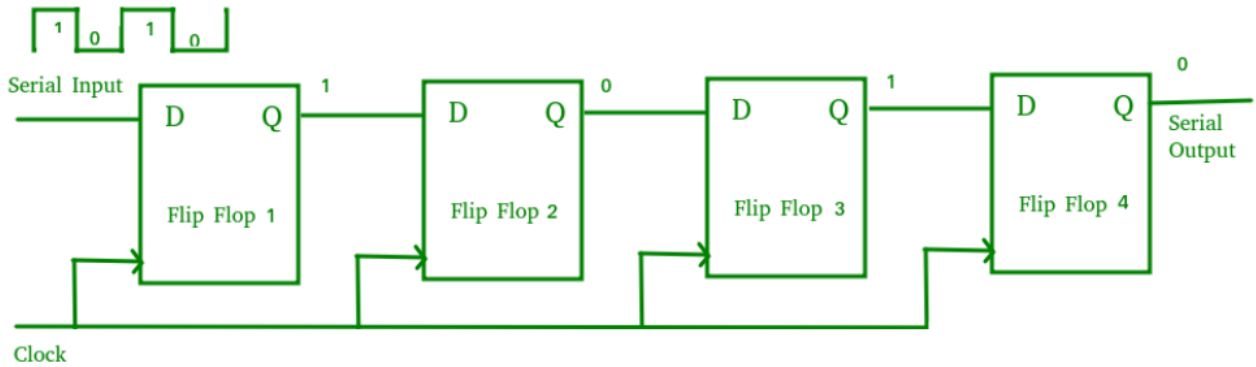 1 0 1 0
Serial Input
1
0
1
0
D Q
D Q
D Q
D Q
Serial
Output
Flip Flop 1
Flip Flop 2
Flip Flop 3
Flip Flop 4
Clock